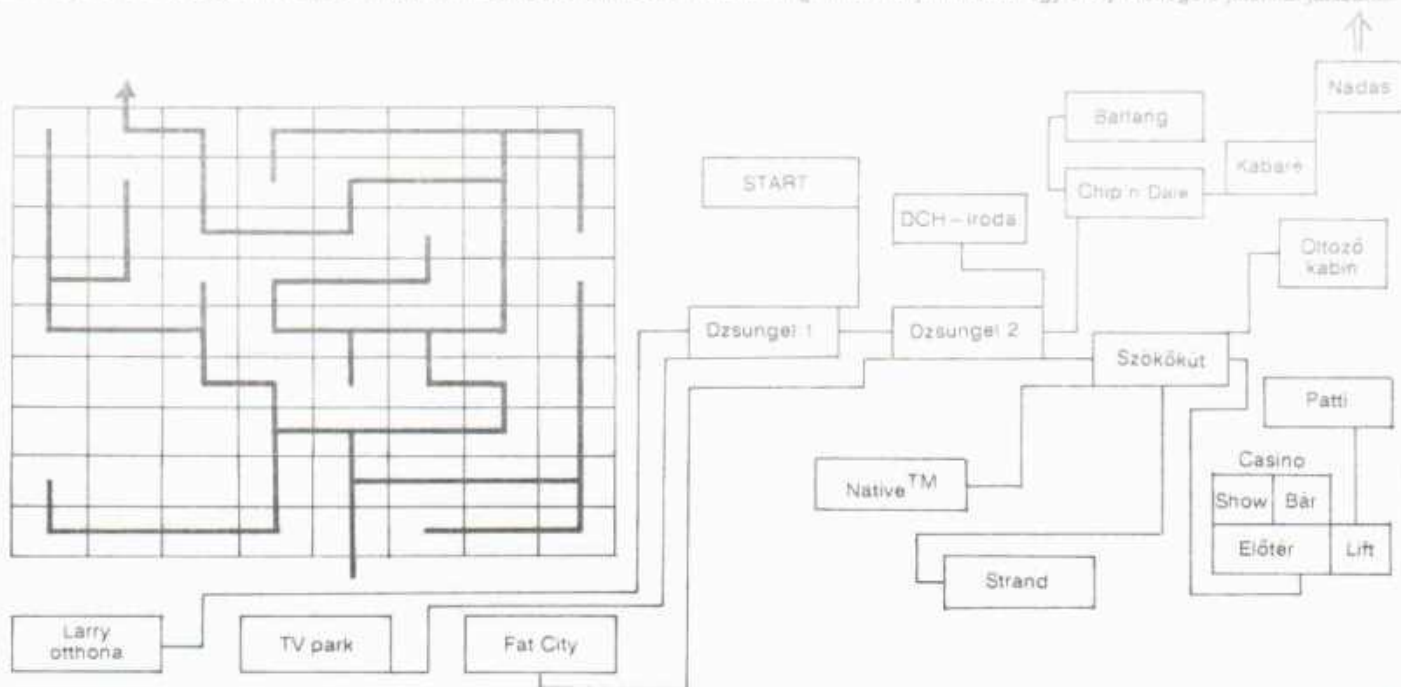 Nadas
Barlang
Kabaré
START
Chip'n Dale
DCH – iroda
Öltöző
kabin
Dzsungel 1
Dzsungel 2
Szökőkút
Patti
Native™
Casino
Show
Bár
Előtér
Lift
Strand
Larry
otthona
TV park
Fat City